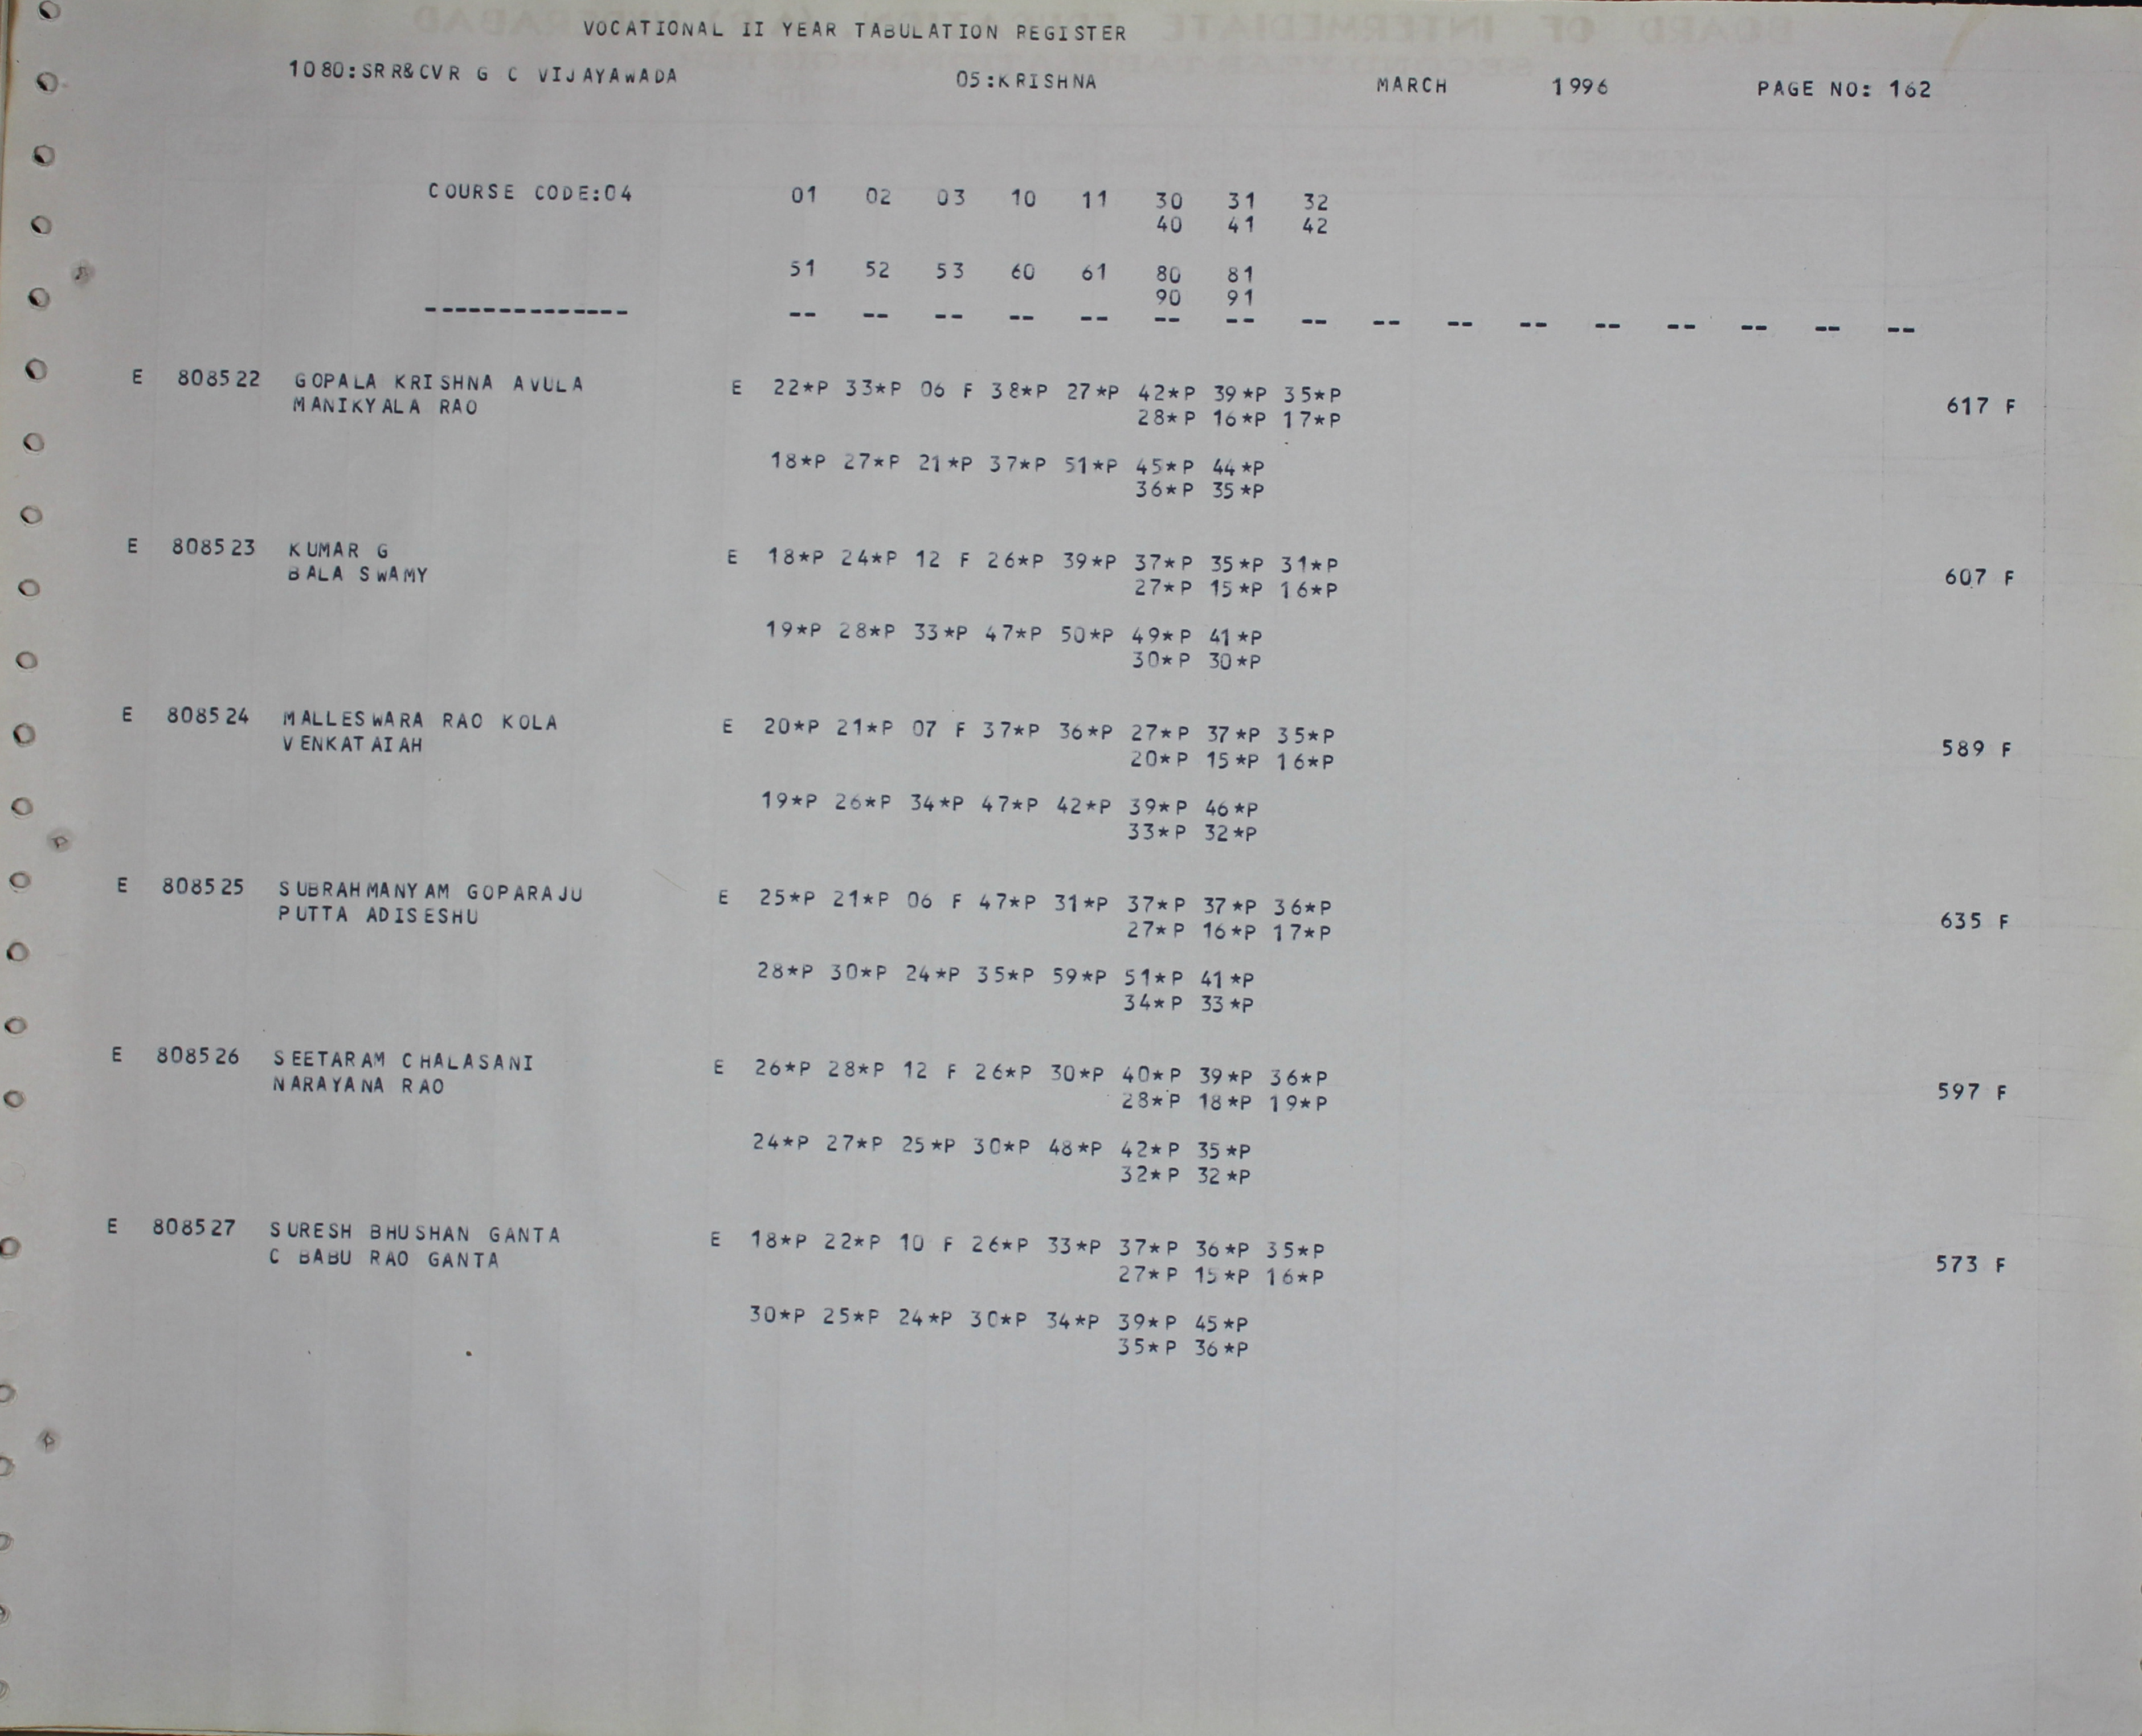 VOCATIONAL II YEAR TABULATION REGISTER
1080:SRR&CVR G C VIJAYAWADA 05:KRISHNA MARCH 1996 PAGE NO: 162
COURSE CODE:04 01 02 03 10 11 30 31 32
40 41 42
51 52 53 60 61 80 81
90 91
-------------- -- -- -- -- -- -- -- -- -- -- -- -- -- -- -- --
E 808522 GOPALA KRISHNA AVULA E 22*P 33*P 06 F 38*P 27*P 42*P 39*P 35*P
MANIKYALA RAO 28*P 16*P 17*P 617 F
18*P 27*P 21*P 37*P 51*P 45*P 44*P
36*P 35*P
E 808523 KUMAR G E 18*P 24*P 12 F 26*P 39*P 37*P 35*P 31*P
BALA SWAMY 27*P 15*P 16*P 607 F
19*P 28*P 33*P 47*P 50*P 49*P 41*P
30*P 30*P
E 808524 MALLESWARA RAO KOLA E 20*P 21*P 07 F 37*P 36*P 27*P 37*P 35*P
VENKATAIAH 20*P 15*P 16*P 589 F
19*P 26*P 34*P 47*P 42*P 39*P 46*P
33*P 32*P
E 808525 SUBRAHMANYAM GOPARAJU E 25*P 21*P 06 F 47*P 31*P 37*P 37*P 36*P
PUTTA ADISESHU 27*P 16*P 17*P 635 F
28*P 30*P 24*P 35*P 59*P 51*P 41*P
34*P 33*P
E 808526 SEETARAM CHALASANI E 26*P 28*P 12 F 26*P 30*P 40*P 39*P 36*P
NARAYANA RAO 28*P 18*P 19*P 597 F
24*P 27*P 25*P 30*P 48*P 42*P 35*P
32*P 32*P
E 808527 SURESH BHUSHAN GANTA E 18*P 22*P 10 F 26*P 33*P 37*P 36*P 35*P
C BABU RAO GANTA 27*P 15*P 16*P 573 F
30*P 25*P 24*P 30*P 34*P 39*P 45*P
35*P 36*P